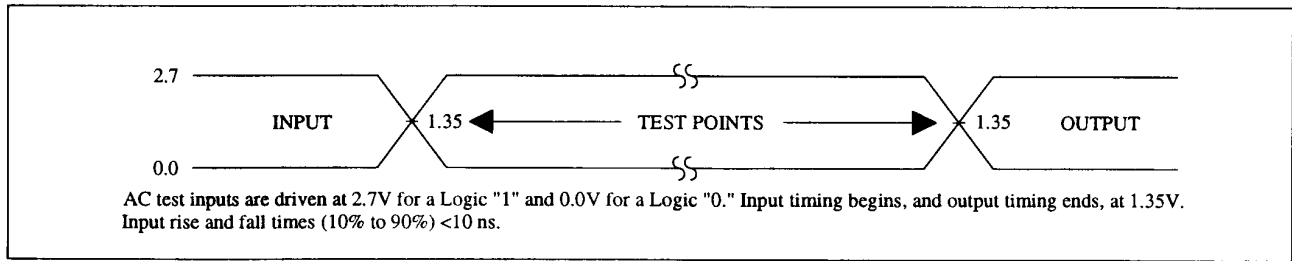 2.7
INPUT 1.35 TEST POINTS 1.35 OUTPUT
0.0
AC test inputs are driven at 2.7V for a Logic "1" and 0.0V for a Logic "0." Input timing begins, and output timing ends, at 1.35V.
Input rise and fall times (10% to 90%) <10 ns.